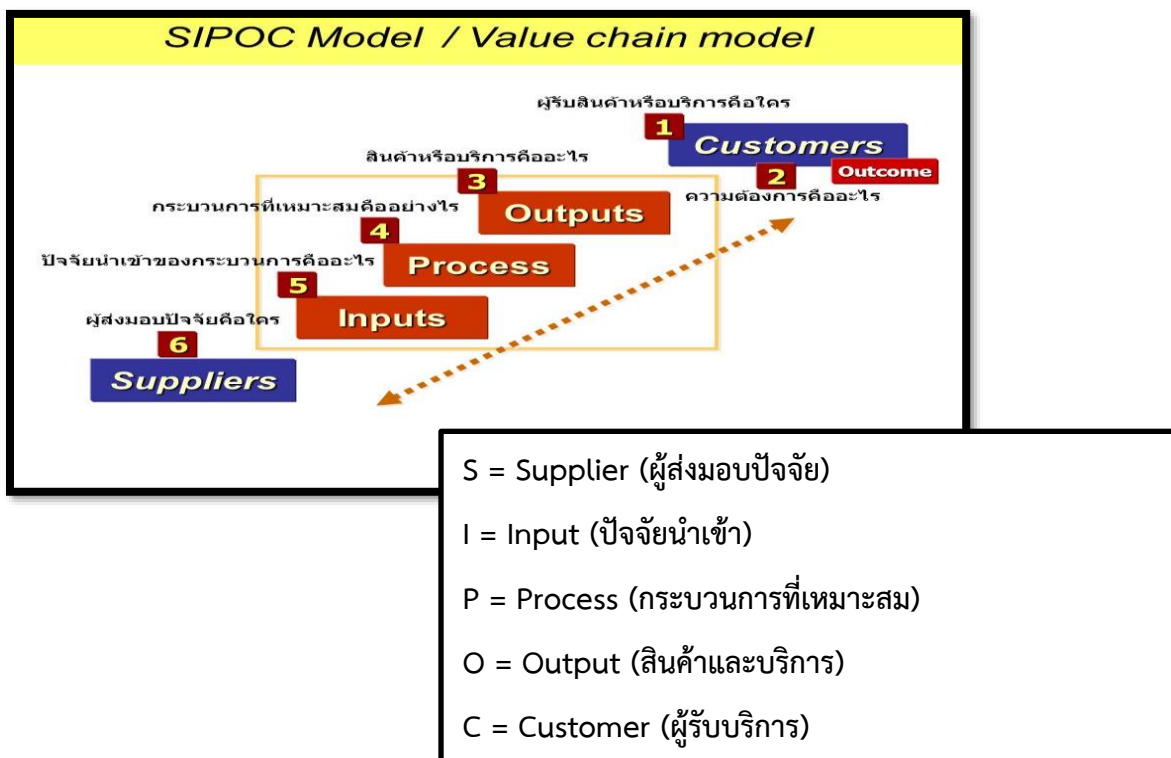 SIPOC Model / Value chain model
ผู้รับสินค้าหรือบริการคือใคร
1
Customers
Outcome
2
ความต้องการคืออะไร
สินค้าหรือบริการคืออะไร
3
Outputs
กระบวนการที่เหมาะสมคืออย่างไร
4
Process
ปัจจัยนำเข้าของกระบวนการคืออะไร
5
Inputs
ผู้ส่งมอบปัจจัยคือใคร
6
Suppliers
S = Supplier (ผู้ส่งมอบปัจจัย)
I = Input (ปัจจัยนำเข้า)
P = Process (กระบวนการที่เหมาะสม)
O = Output (สินค้าและบริการ)
C = Customer (ผู้รับบริการ)